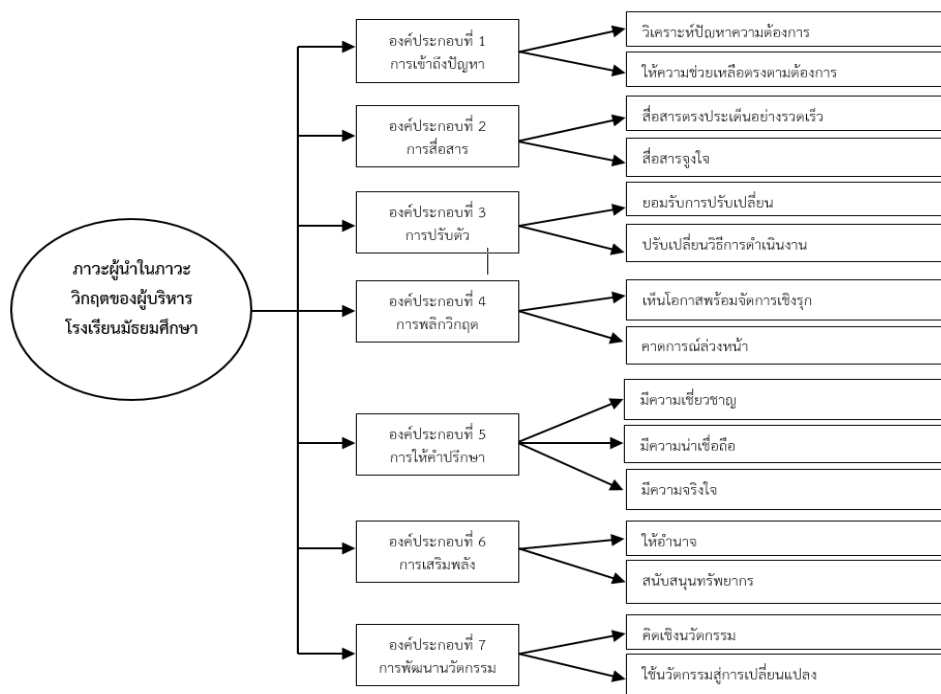 ภาวะผู้นำในภาวะ
วิกฤตของผู้บริหาร
โรงเรียนมัธยมศึกษา
องค์ประกอบที่ 1
การเข้าถึงปัญหา
วิเคราะห์ปัญหาความต้องการ
ให้ความช่วยเหลือตรงตามต้องการ
องค์ประกอบที่ 2
การสื่อสาร
สื่อสารตรงประเด็นอย่างรวดเร็ว
สื่อสารจูงใจ
องค์ประกอบที่ 3
การปรับตัว
ยอมรับการปรับเปลี่ยน
ปรับเปลี่ยนวิธีการดำเนินงาน
องค์ประกอบที่ 4
การพลิกวิกฤต
เห็นโอกาสพร้อมจัดการเชิงรุก
คาดการณ์ล่วงหน้า
องค์ประกอบที่ 5
การให้คำปรึกษา
มีความเชี่ยวชาญ
มีความน่าเชื่อถือ
มีความจริงใจ
องค์ประกอบที่ 6
การเสริมพลัง
ให้อำนาจ
สนับสนุนทรัพยากร
องค์ประกอบที่ 7
การพัฒนานวัตกรรม
คิดเชิงนวัตกรรม
ใช้นวัตกรรมสู่การเปลี่ยนแปลง